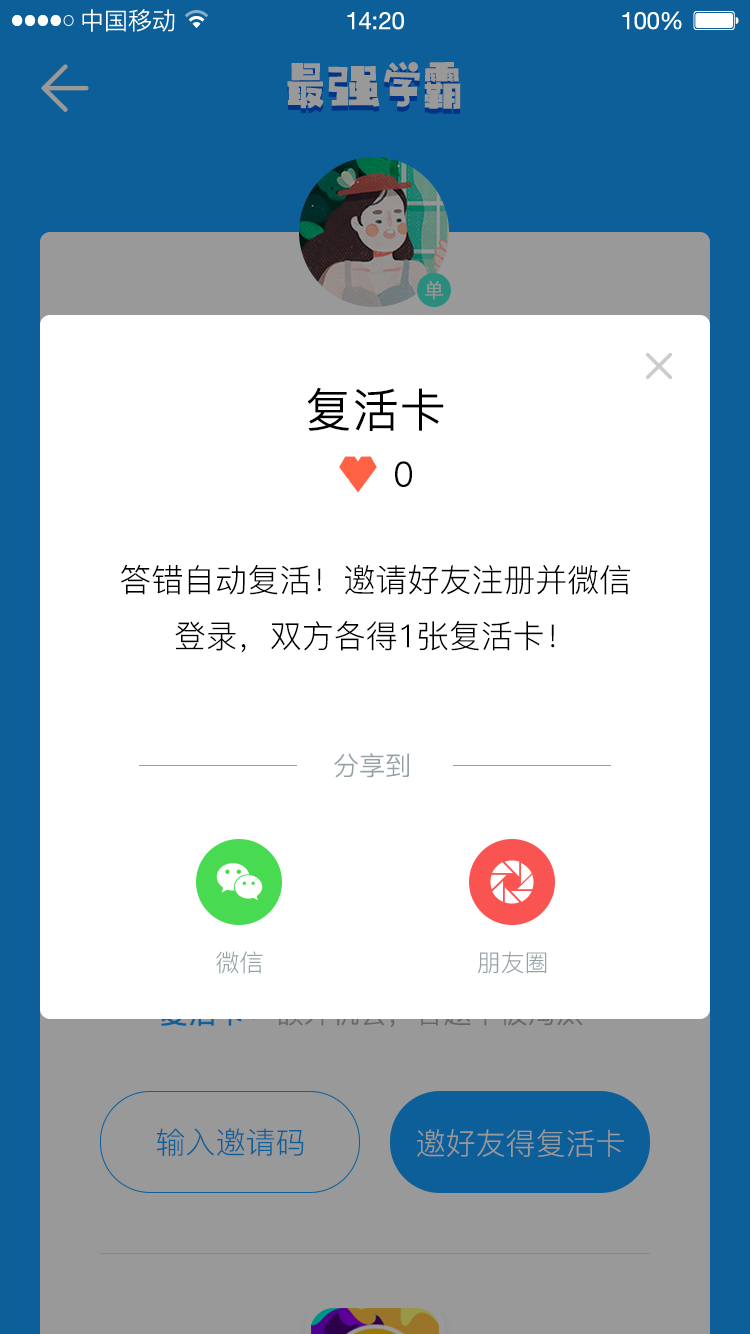 中国移动 14:20 100%
最强学霸
单
复活卡
0
答错自动复活！邀请好友注册并微信
登录，双方各得1张复活卡！
分享到
微信 朋友圈
输入邀请码 邀好友得复活卡